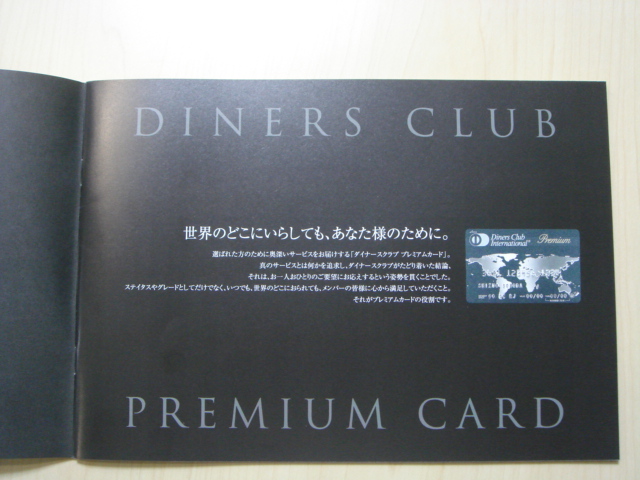 DINERS CLUB
世界のどこにいらしても、あなた様のために。
選ばれた方のために奥深いサービスをお届けする「ダイナースクラブ プレミアムカード」。
真のサービスとは何かを追求し、ダイナースクラブがたどり着いた結論。
それは、お一人おひとりのご要望にお応えするという姿勢を貫くことでした。
ステイタスやグレードとしてだけでなく、いつでも、世界のどこにおられても、メンバーの皆様に心から満足していただくこと。
それがプレミアムカードの役割です。
Diners Club
International
Premium
PREMIUM CARD